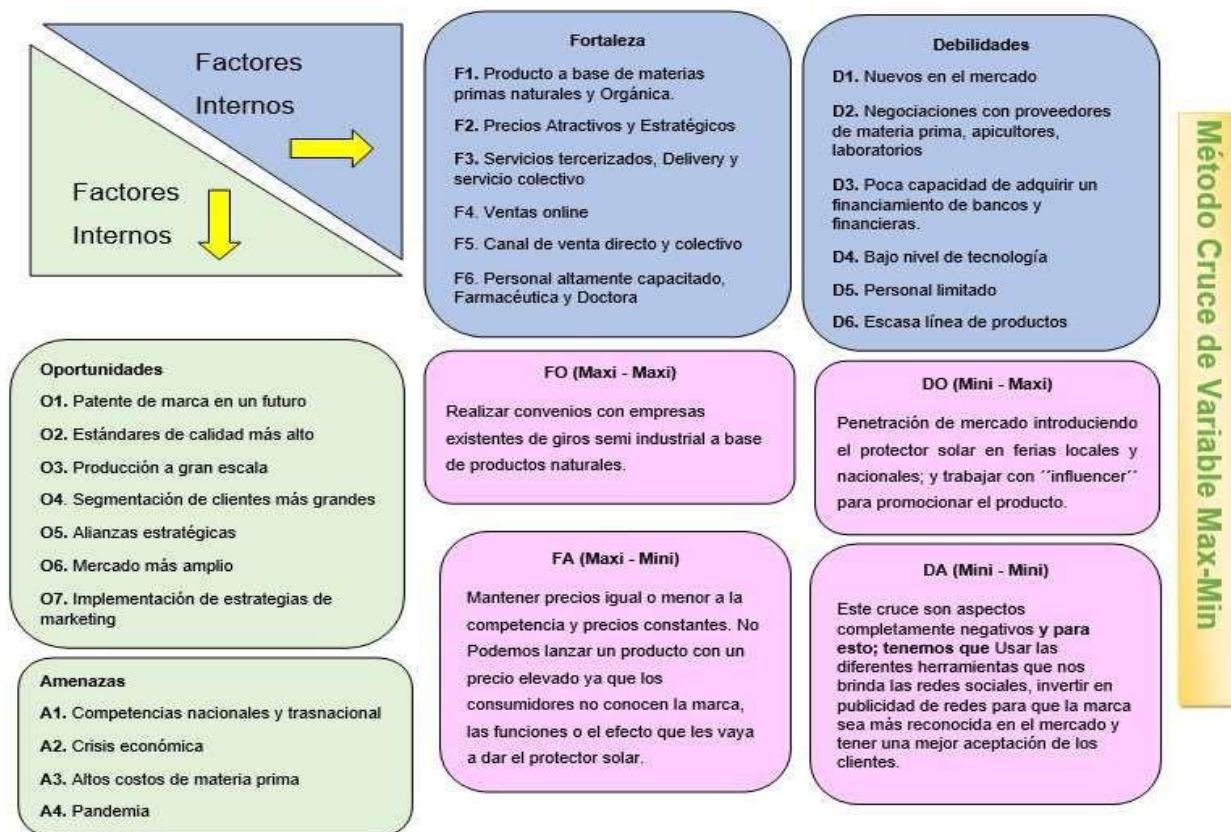 Factores
Internos
Factores
Internos
Fortaleza
F1. Producto a base de materias
primas naturales y Orgánica.
F2. Precios Atractivos y Estratégicos
F3. Servicios tercerizados, Delivery y
servicio colectivo
F4. Ventas online
F5. Canal de venta directo y colectivo
F6. Personal altamente capacitado,
Farmacéutica y Doctora
Debilidades
D1. Nuevos en el mercado
D2. Negociaciones con proveedores
de materia prima, apicultores,
laboratorios
D3. Poca capacidad de adquirir un
financiamiento de bancos y
financieras.
D4. Bajo nivel de tecnología
D5. Personal limitado
D6. Escasa línea de productos
Método Cruce de Variable Max-Min
Oportunidades
O1. Patente de marca en un futuro
O2. Estándares de calidad más alto
O3. Producción a gran escala
O4. Segmentación de clientes más grandes
O5. Alianzas estratégicas
O6. Mercado más amplio
O7. Implementación de estrategias de
marketing
FO (Maxi - Maxi)
Realizar convenios con empresas
existentes de giros semi industrial a base
de productos naturales.
DO (Mini - Maxi)
Penetración de mercado introduciendo
el protector solar en ferias locales y
nacionales; y trabajar con ´´influencer´´
para promocionar el producto.
Amenazas
A1. Competencias nacionales y trasnacional
A2. Crisis económica
A3. Altos costos de materia prima
A4. Pandemia
FA (Maxi - Mini)
Mantener precios igual o menor a la
competencia y precios constantes. No
Podemos lanzar un producto con un
precio elevado ya que los
consumidores no conocen la marca,
las funciones o el efecto que les vaya
a dar el protector solar.
DA (Mini - Mini)
Este cruce son aspectos
completamente negativos y para
esto; tenemos que Usar las
diferentes herramientas que nos
brinda las redes sociales, invertir en
publicidad de redes para que la marca
sea más reconocida en el mercado y
tener una mejor aceptación de los
clientes.